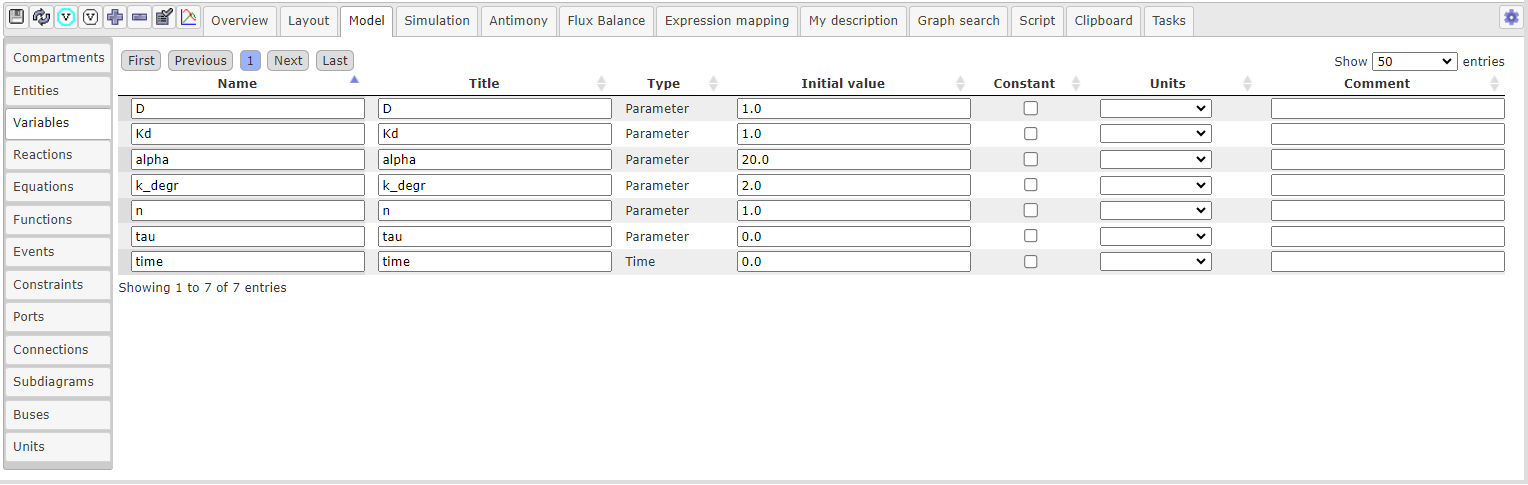 Overview Layout Model Simulation Antimony Flux Balance Expression mapping My description Graph search Script Clipboard Tasks
Compartments
Entities
Variables
Reactions
Equations
Functions
Events
Constraints
Ports
Connections
Subdiagrams
Buses
Units
First Previous 1 Next Last Show 50 entries
Name Title Type Initial value Constant Units Comment
D D Parameter 1.0
Kd Kd Parameter 1.0
alpha alpha Parameter 20.0
k_degr k_degr Parameter 2.0
n n Parameter 1.0
tau tau Parameter 0.0
time time Time 0.0
Showing 1 to 7 of 7 entries